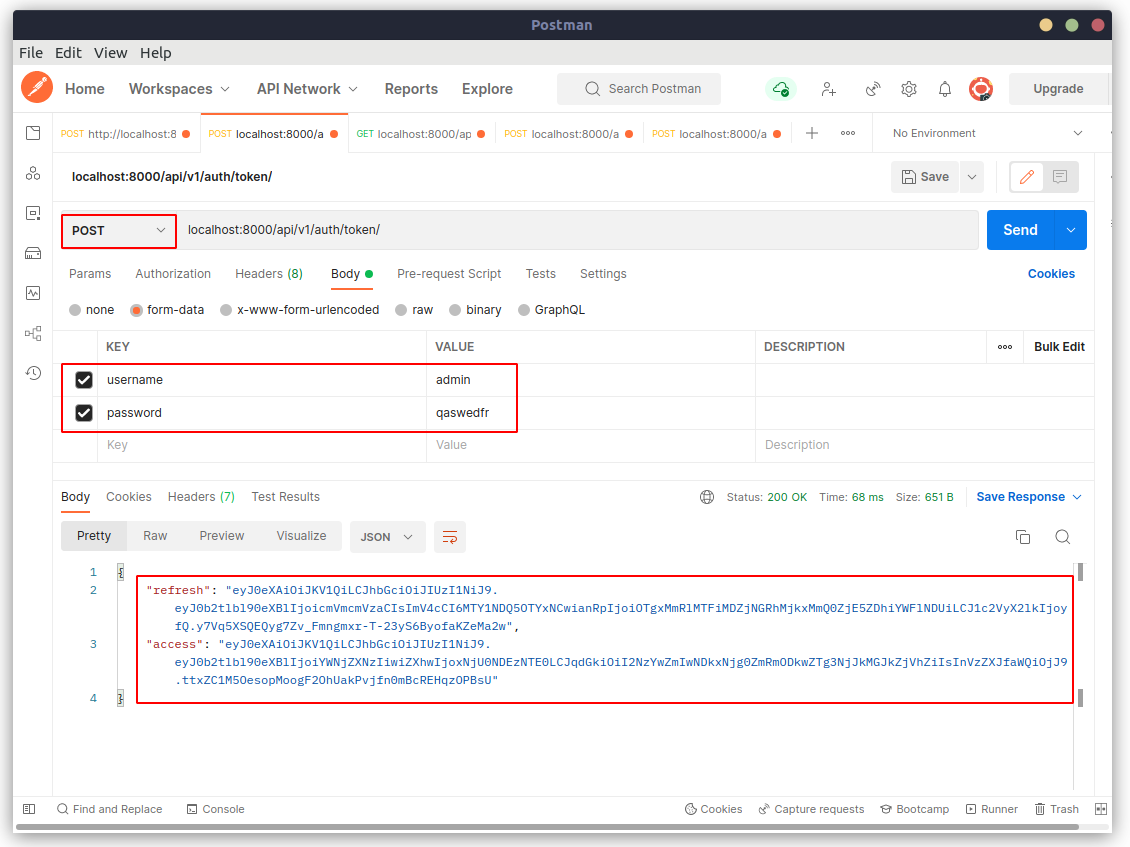 Postman
File Edit View Help
Home Workspaces API Network Reports Explore Search Postman Upgrade
POST http://localhost:8 POST localhost:8000/a GET localhost:8000/ap POST localhost:8000/a POST localhost:8000/a No Environment
localhost:8000/api/v1/auth/token/ Save
POST localhost:8000/api/v1/auth/token/ Send
Params Authorization Headers (8) Body Pre-request Script Tests Settings Cookies
none form-data x-www-form-urlencoded raw binary GraphQL
KEY VALUE DESCRIPTION Bulk Edit
username admin
password qaswedfr
Key Value Description
Body Cookies Headers (7) Test Results Status: 200 OK Time: 68 ms Size: 651 B Save Response
Pretty Raw Preview Visualize JSON
1 {
2 "refresh": "eyJ0eXAiOiJKV1QiLCJhbGciOiJIUzI1NiJ9.
eyJ0b2tlbl90eXBlIjoicmVmcmVzaCIsImV4cCI6MTY1NDQ5OTYxNCwianRpIjoiOTgxMmRlMTFiMDZjNGRhMjkxMmQ0ZjE5ZDhiYWFlNDUiLCJ1c2VyX2lkIjoy
fQ.y7Vq5XSQEQyg7Zv_Fmngmxr-T-23yS6ByofaKZeMa2w",
3 "access": "eyJ0eXAiOiJKV1QiLCJhbGciOiJIUzI1NiJ9.
eyJ0b2tlbl90eXBlIjoiYWNjZXNzIiwiZXhwIjoxNjU0NDEzNTE0LCJqdGkiOiI2NzYwZmIwNDkxNjg0ZmRmODkwZTg3NjJkMGJkZjVhZiIsInVzZXJfaWQiOjJ9
.ttxZC1M5OesopMoogF2OhUakPvjfn0mBcREHqzOPBsU"
4 }
Find and Replace Console Cookies Capture requests Bootcamp Runner Trash